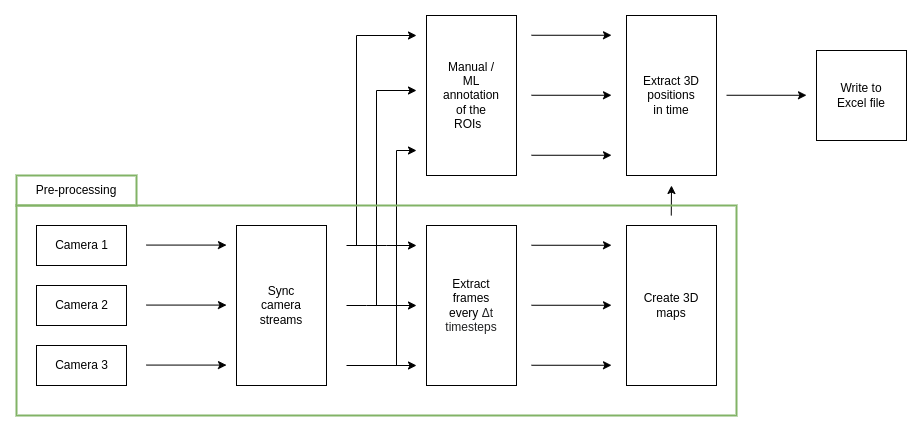 Manual /
ML
annotation
of the
ROIs
Extract 3D
positions
in time
Write to
Excel file
Pre-processing
Camera 1
Camera 2
Camera 3
Sync
camera
streams
Extract
frames
every Δt
timesteps
Create 3D
maps